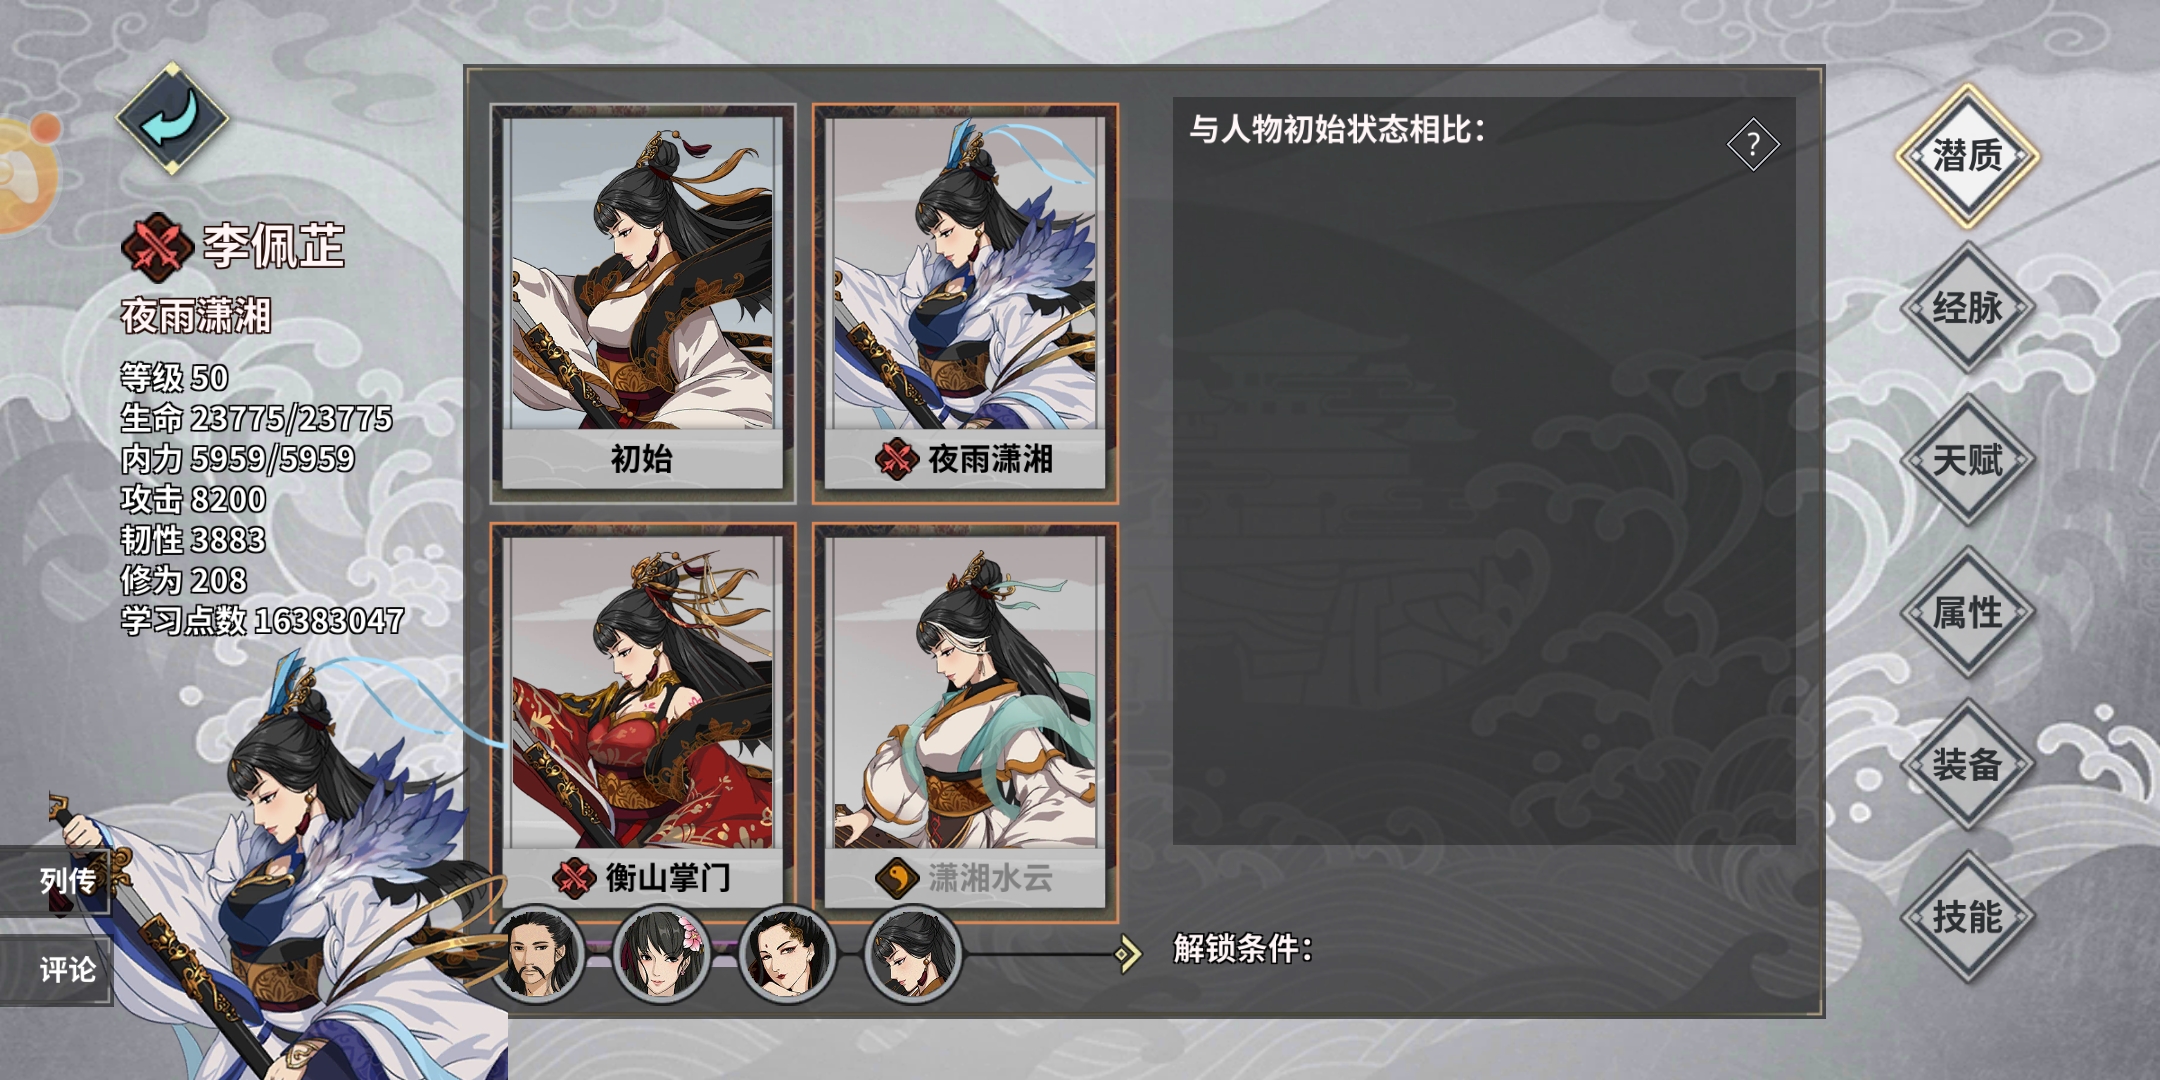 李佩芷
夜雨潇湘
等级 50
生命 23775/23775
内力 5959/5959
攻击 8200
韧性 3883
修为 208
学习点数 16383047
列传
评论
初始
夜雨潇湘
衡山掌门
潇湘水云
与人物初始状态相比：
?
解锁条件：
潜质
经脉
天赋
属性
装备
技能